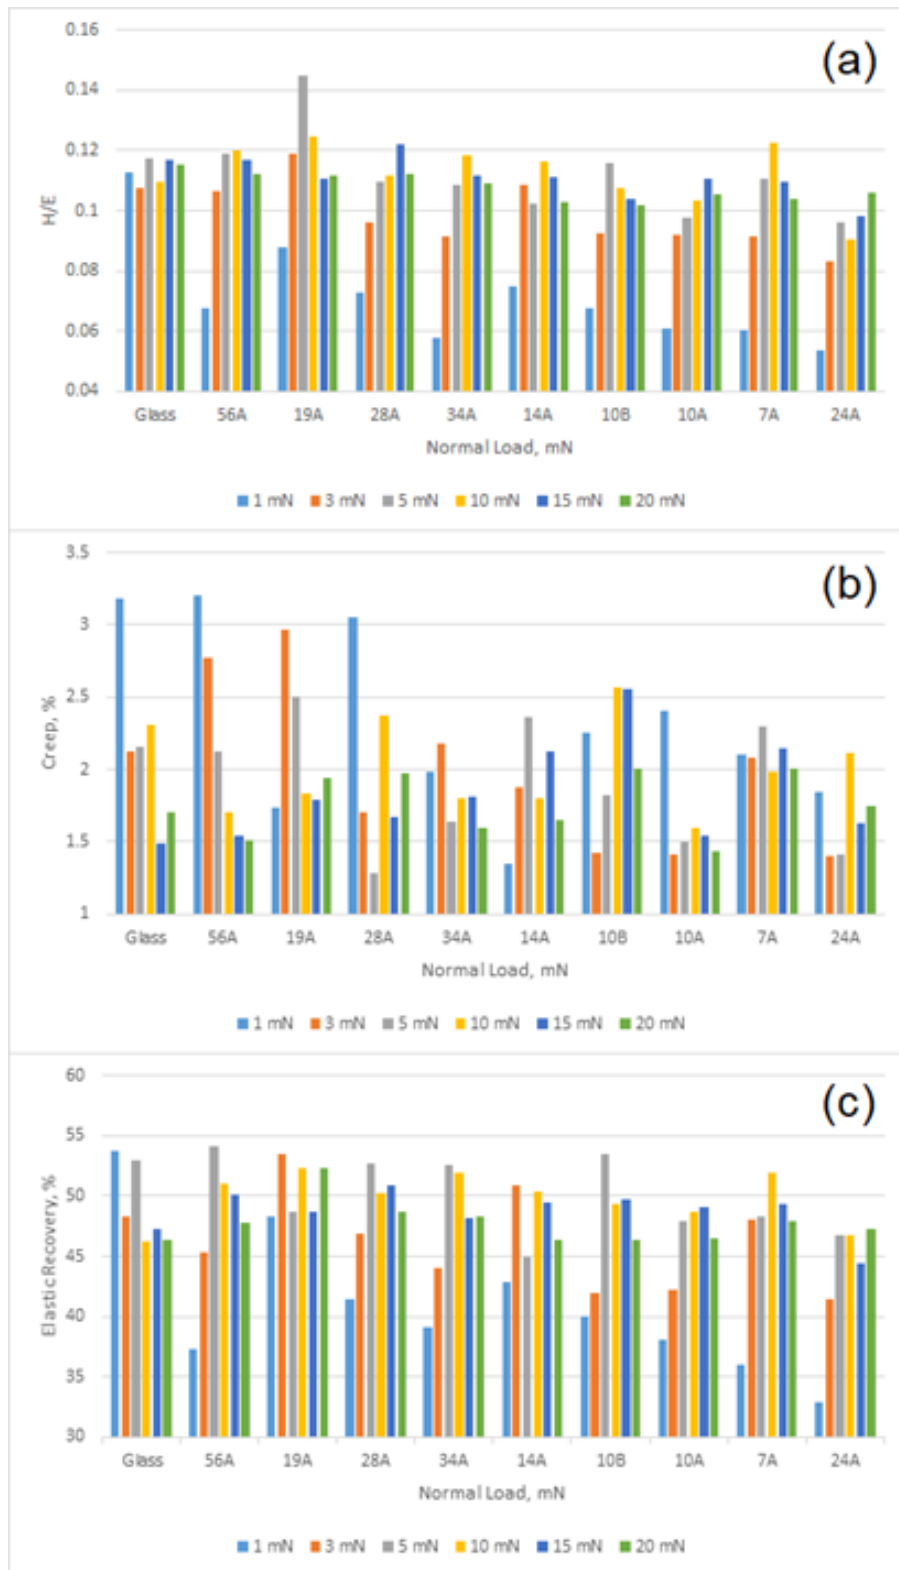 (a)
0.16
0.14
0.12
0.1
0.08
0.06
0.04
H/E
Glass 56A 19A 28A 34A 14A 10B 10A 7A 24A
Normal Load, mN
1 mN 3 mN 5 mN 10 mN 15 mN 20 mN
(b)
3.5
3
2.5
2
1.5
1
Creep, %
Glass 56A 19A 28A 34A 14A 10B 10A 7A 24A
Normal Load, mN
1 mN 3 mN 5 mN 10 mN 15 mN 20 mN
(c)
60
55
50
45
40
35
30
Elastic Recovery, %
Glass 56A 19A 28A 34A 14A 10B 10A 7A 24A
Normal Load, mN
1 mN 3 mN 5 mN 10 mN 15 mN 20 mN